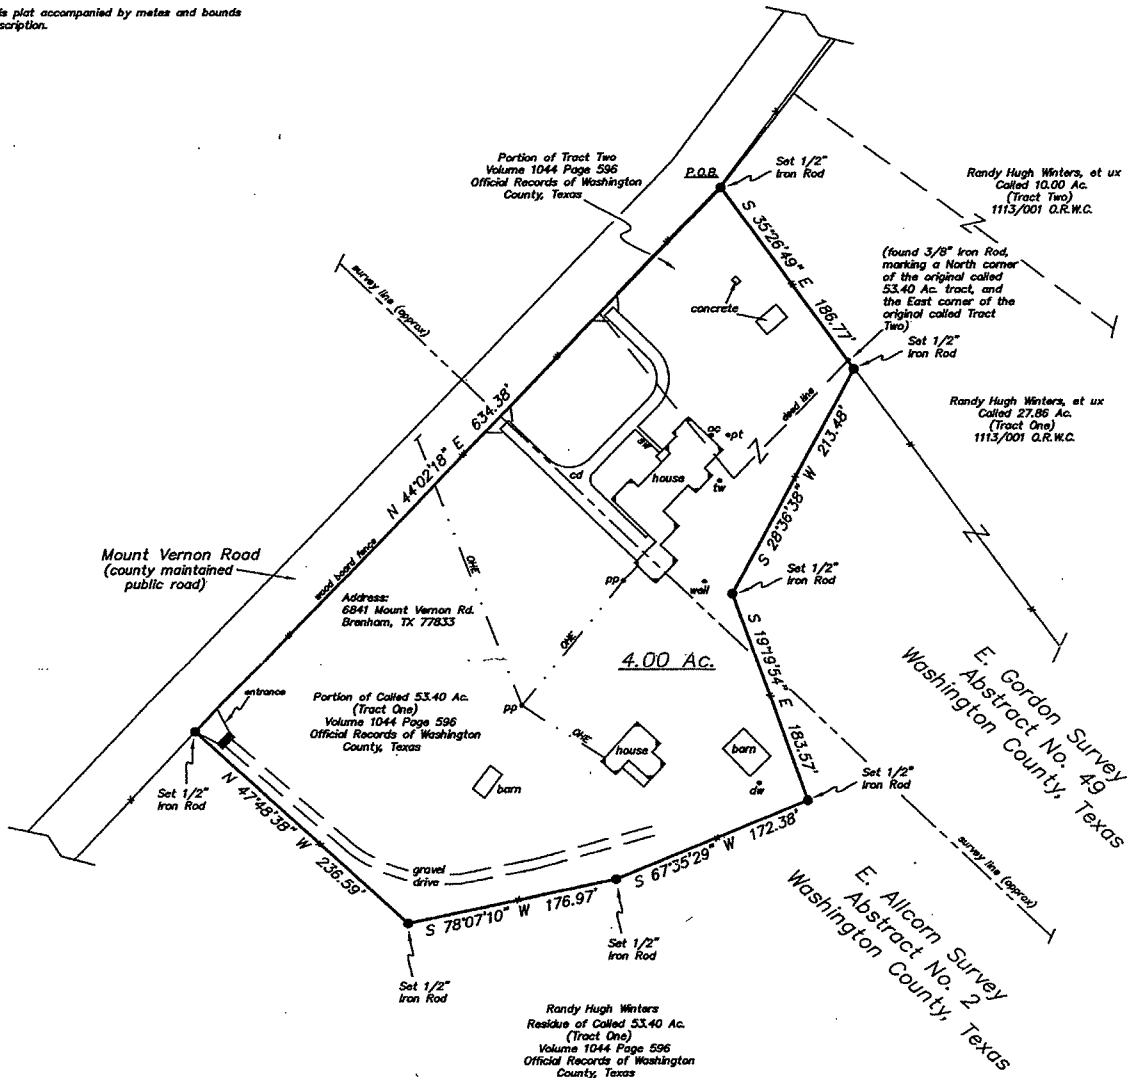 is plat accompanied by metes and bounds
scription.
Portion of Tract Two
Volume 1044 Page 596
Official Records of Washington
County, Texas
P.O.B.
Set 1/2"
Iron Rod
Randy Hugh Winters, et ux
Called 10.00 Ac.
(Tract Two)
1113/001 O.R.W.C.
S 35°26'49" E 186.77'
(found 3/8" Iron Rod,
marking a North corner
of the original called
53.40 Ac. tract, and
the East corner of the
original called Tract
Two)
Set 1/2"
Iron Rod
survey line (approx)
concrete
Randy Hugh Winters, et ux
Called 27.86 Ac.
(Tract One)
1113/001 O.R.W.C.
deed line
N 44°02'18" E 634.38'
S 28°36'38" W 213.48'
sw
ac
pt
house
tw
cd
wood board fence
Mount Vernon Road
(county maintained
public road)
OHE
pp
well
Set 1/2"
Iron Rod
Address:
6841 Mount Vernon Rd.
Brenham, TX 77833
OHE
4.00 Ac.
S 19°19'54" E 183.57'
E. Gordon Survey
Abstract No. 49
Washington County, Texas
entrance
Portion of Called 53.40 Ac.
(Tract One)
Volume 1044 Page 596
Official Records of Washington
County, Texas
pp
OHE
house
barn
barn
dw
Set 1/2"
Iron Rod
Set 1/2"
Iron Rod
N 47°48'38" W 236.59'
gravel
drive
S 67°35'29" W 172.38'
S 78°07'10" W 176.97'
survey line (approx)
E. Allcorn Survey
Abstract No. 2
Washington County, Texas
Set 1/2"
Iron Rod
Set 1/2"
Iron Rod
Randy Hugh Winters
Residue of Called 53.40 Ac.
(Tract One)
Volume 1044 Page 596
Official Records of Washington
County, Texas